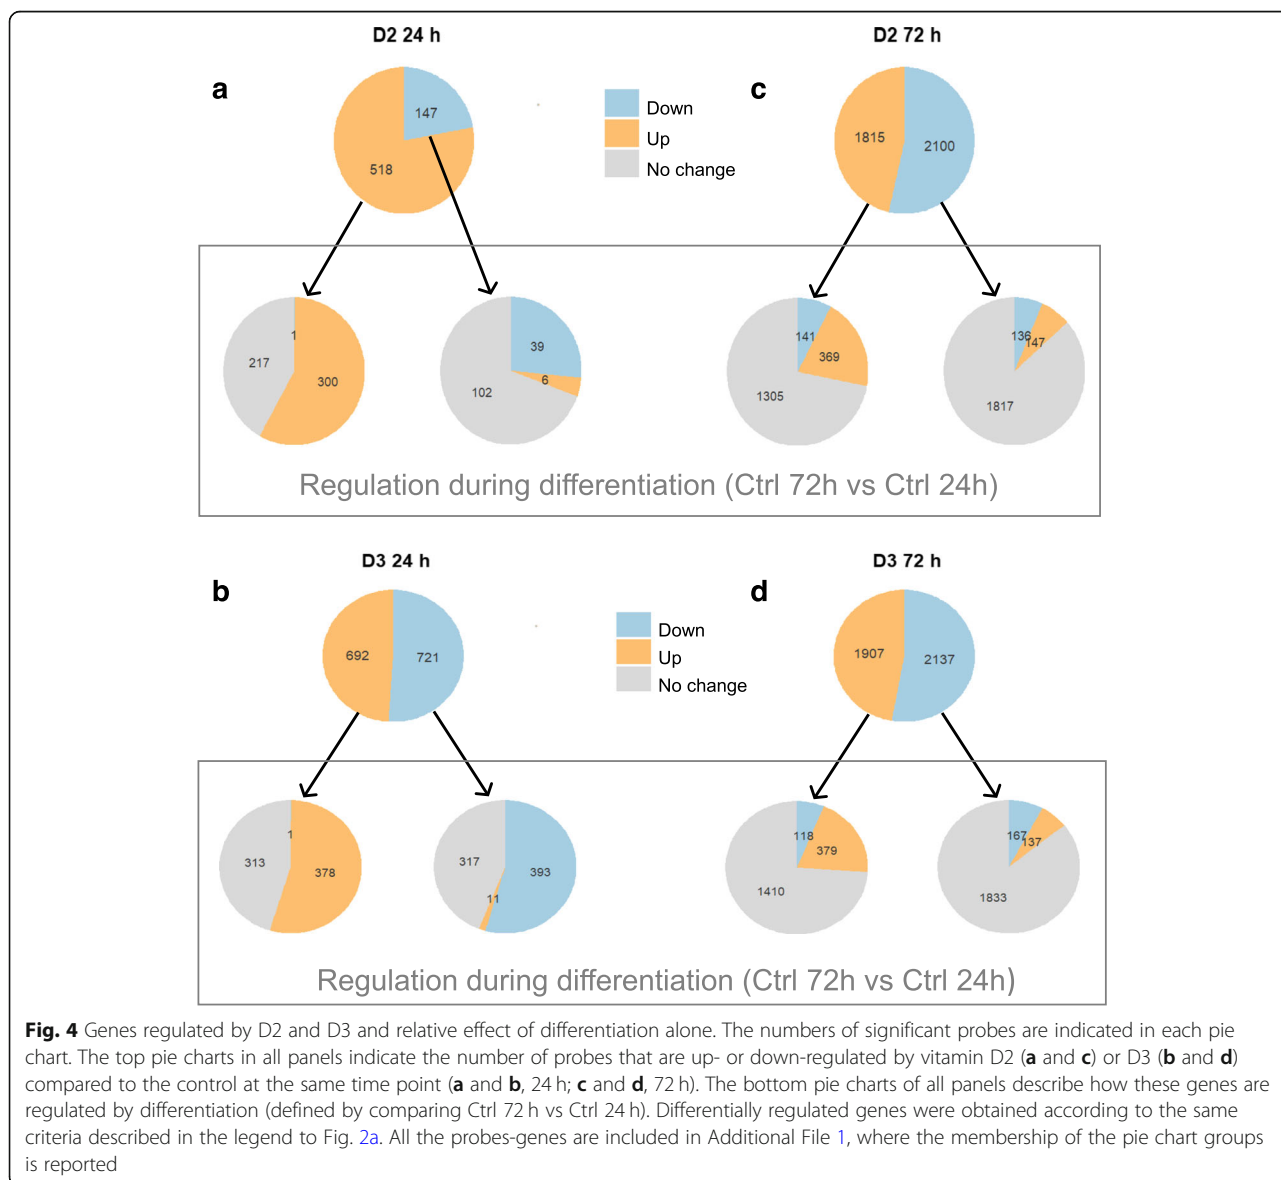 D2 24 h
D2 72 h
a
c
Down
Up
No change
147
518
1815
2100
1
217
300
39
6
102
141
369
1305
136
147
1817
Regulation during differentiation (Ctrl 72h vs Ctrl 24h)
D3 24 h
D3 72 h
b
d
Down
Up
No change
692
721
1907
2137
1
313
378
317
393
11
118
379
1410
167
137
1833
Regulation during differentiation (Ctrl 72h vs Ctrl 24h)
Fig. 4 Genes regulated by D2 and D3 and relative effect of differentiation alone. The numbers of significant probes are indicated in each pie
chart. The top pie charts in all panels indicate the number of probes that are up- or down-regulated by vitamin D2 (a and c) or D3 (b and d)
compared to the control at the same time point (a and b, 24 h; c and d, 72 h). The bottom pie charts of all panels describe how these genes are
regulated by differentiation (defined by comparing Ctrl 72 h vs Ctrl 24 h). Differentially regulated genes were obtained according to the same
criteria described in the legend to Fig. 2a. All the probes-genes are included in Additional File 1, where the membership of the pie chart groups
is reported